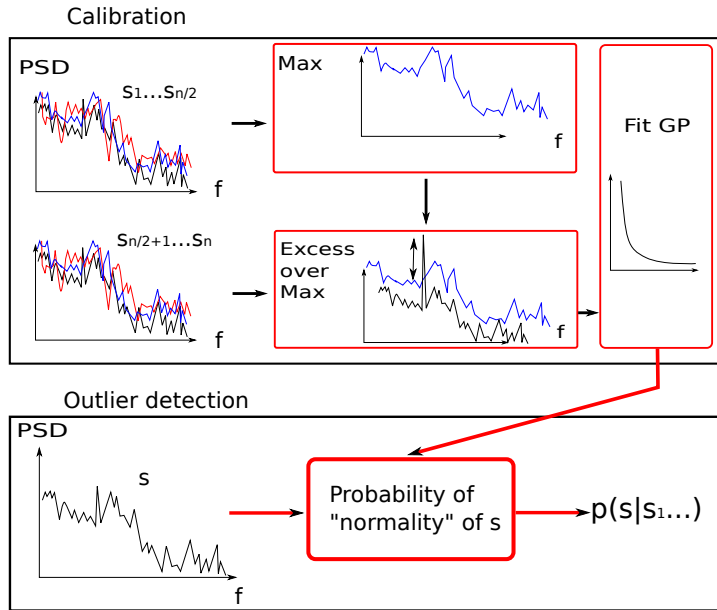 Calibration
PSD
s1...sn/2
f
Max
f
Fit GP
sn/2+1...sn
f
Excess
over
Max
f
Outlier detection
PSD
s
f
Probability of
"normality" of s
p(s|s1...)